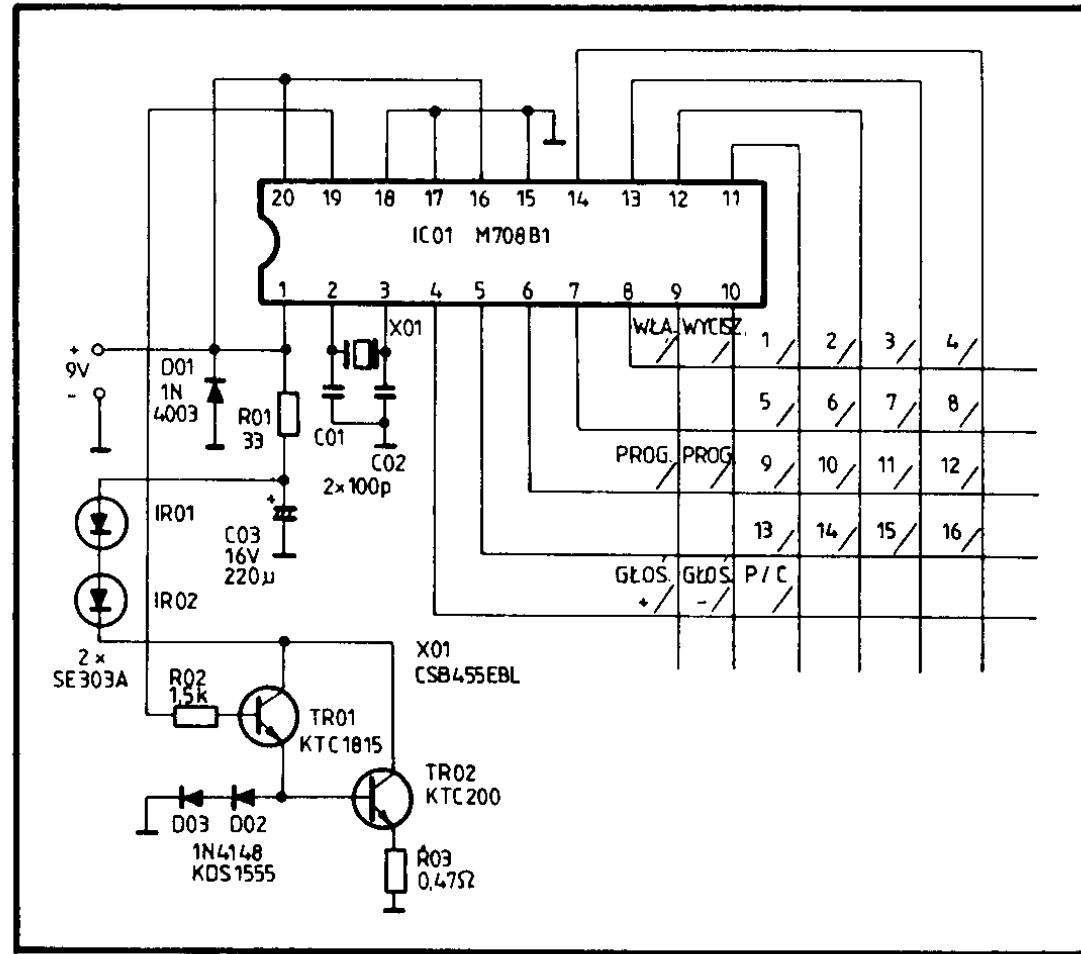 20 19 18 17 16 15 14 13 12 11
IC01 M708B1
1 2 3 4 5 6 7 8 9 10
X01
WŁĄ. WYCISZ.
1 2 3 4
+
9V
-
D01
1N
4003
R01
33
C01
C02
2×100p
5 6 7 8
PROG. PROG.
9 10 11 12
IR01
+
C03
16V
220µ
13 14 15 16
GŁOŚ. GŁOŚ. P/C
+ -
IR02
2×
SE303A
X01
CSB455EBL
R02
1,5k
TR01
KTC1815
TR02
KTC200
D03 D02
1N4148
KDS1555
R03
0,47Ω